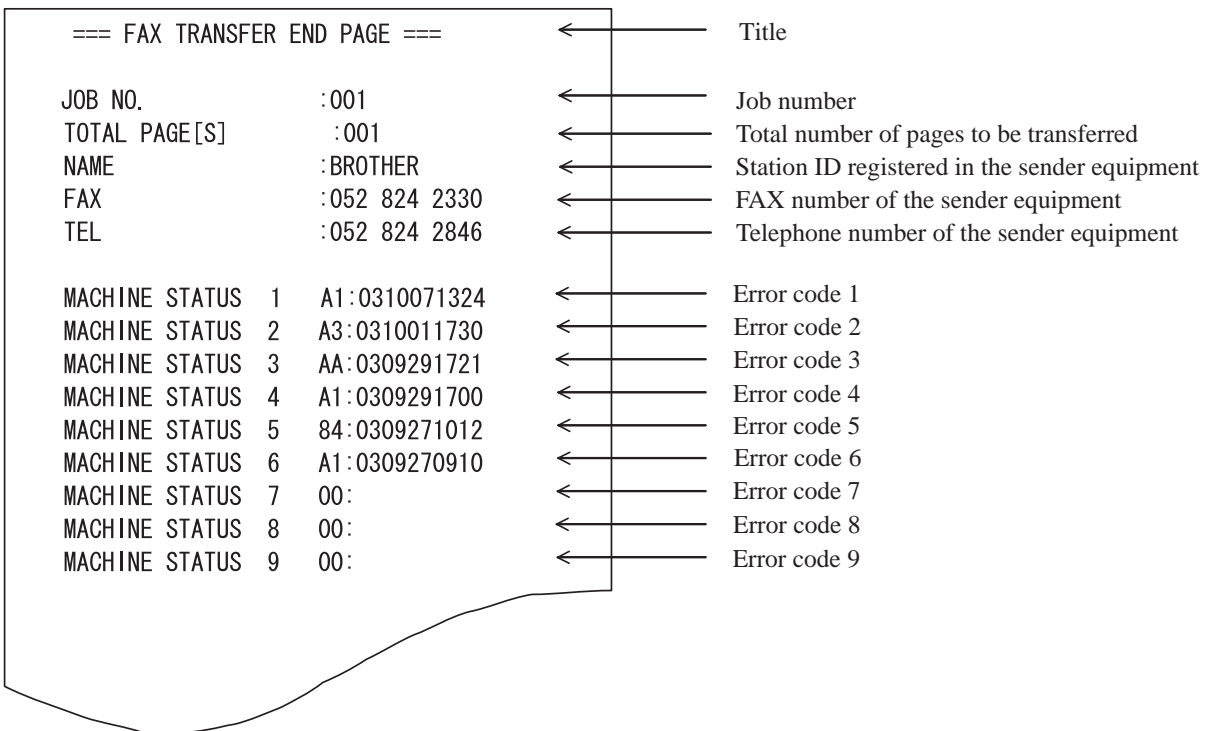 === FAX TRANSFER END PAGE === Title
JOB NO. :001 Job number
TOTAL PAGE[S] :001 Total number of pages to be transferred
NAME :BROTHER Station ID registered in the sender equipment
FAX :052 824 2330 FAX number of the sender equipment
TEL :052 824 2846 Telephone number of the sender equipment
MACHINE STATUS 1 A1:0310071324 Error code 1
MACHINE STATUS 2 A3:0310011730 Error code 2
MACHINE STATUS 3 AA:0309291721 Error code 3
MACHINE STATUS 4 A1:0309291700 Error code 4
MACHINE STATUS 5 84:0309271012 Error code 5
MACHINE STATUS 6 A1:0309270910 Error code 6
MACHINE STATUS 7 00: Error code 7
MACHINE STATUS 8 00: Error code 8
MACHINE STATUS 9 00: Error code 9